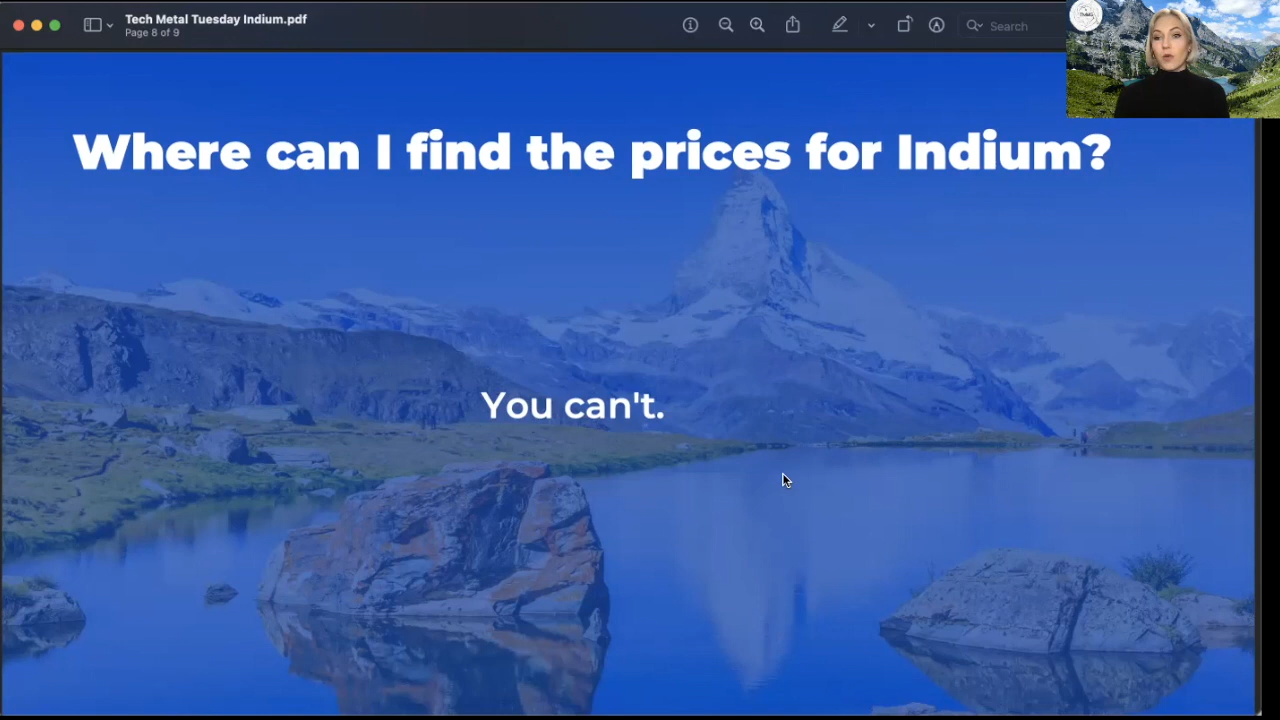 Tech Metal Tuesday Indium.pdf
Page 8 of 9
Search
Where can I find the prices for Indium?
You can't.